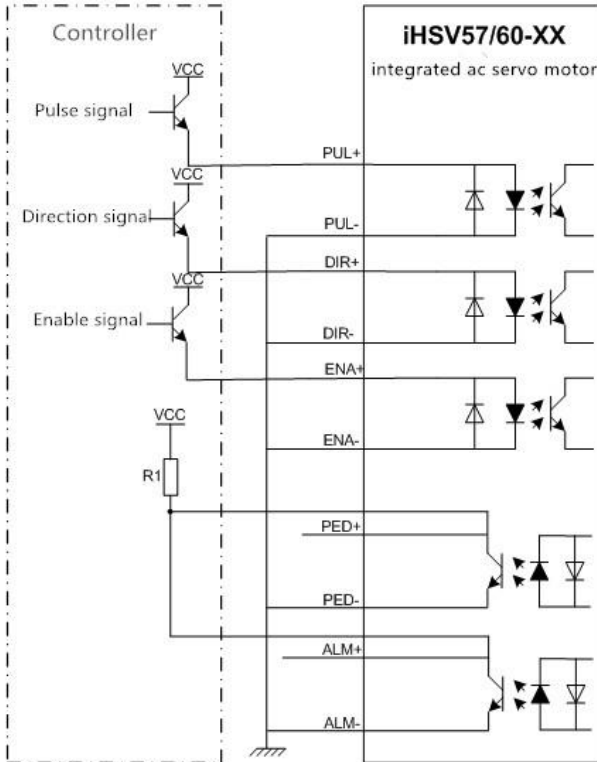 Controller
iHSV57/60-XX
integrated ac servo motor
VCC
Pulse signal
PUL+
VCC
Direction signal
PUL-
DIR+
VCC
Enable signal
DIR-
ENA+
VCC
ENA-
R1
PED+
PED-
ALM+
ALM-